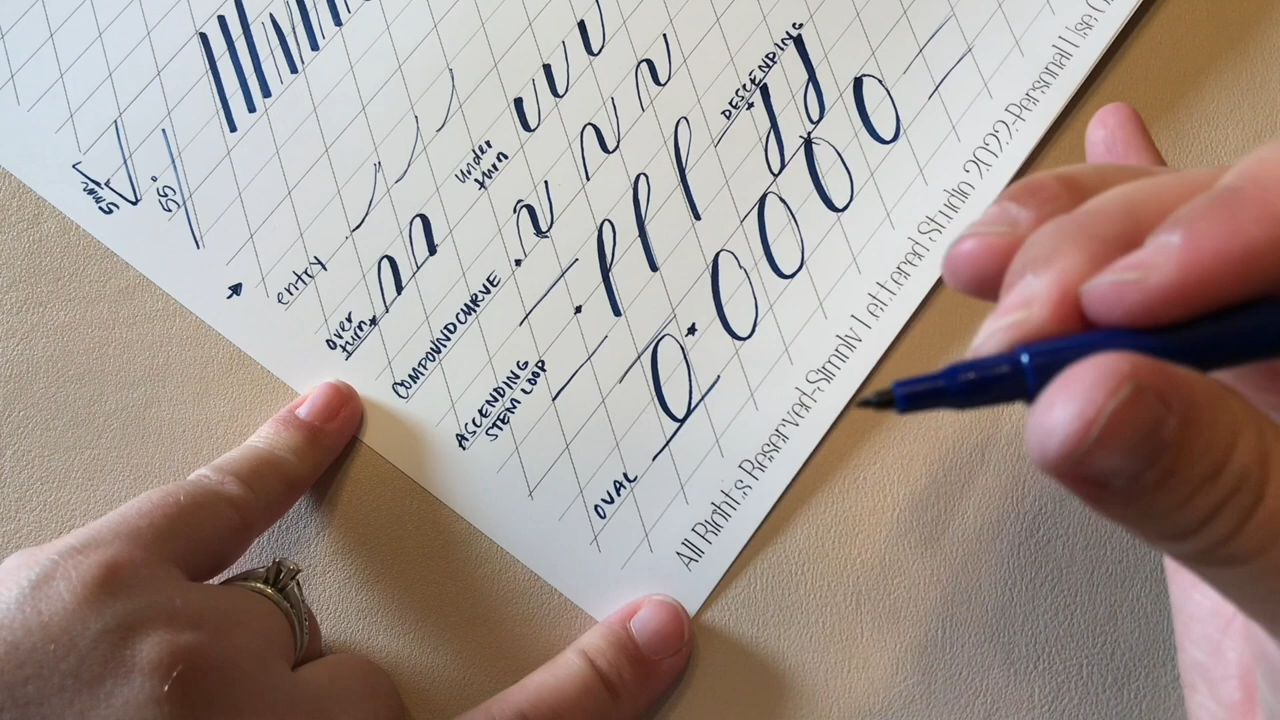 5mm
55°
entry
over
turn
under
turn
COMPOUND CURVE
ASCENDING
STEM LOOP
DESCENDING
OVAL
All Rights Reserved-Simply Lettered Studio 2022-Personal Use